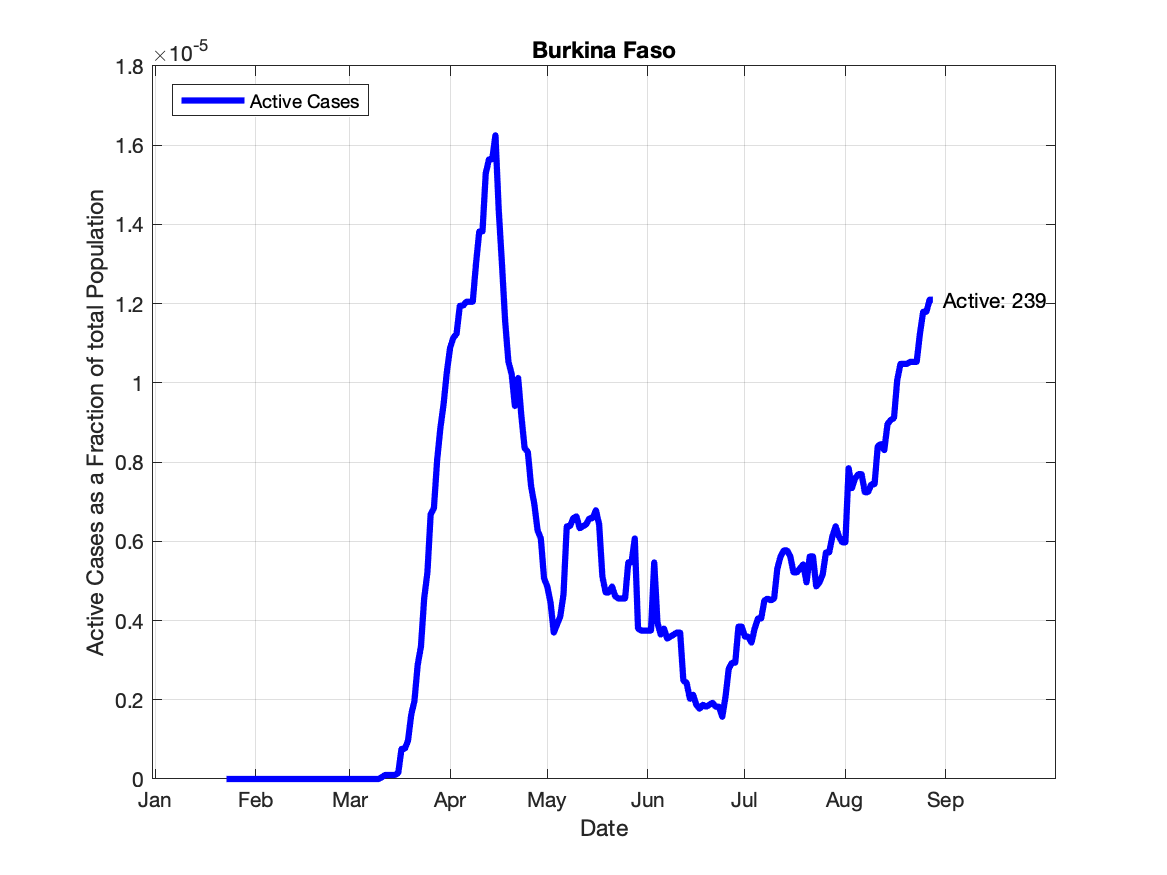 Burkina Faso
×10-5
1.8
1.6
1.4
1.2
1
0.8
0.6
0.4
0.2
0
Active Cases
Active: 239
Active Cases as a Fraction of total Population
Jan Feb Mar Apr May Jun Jul Aug Sep
Date